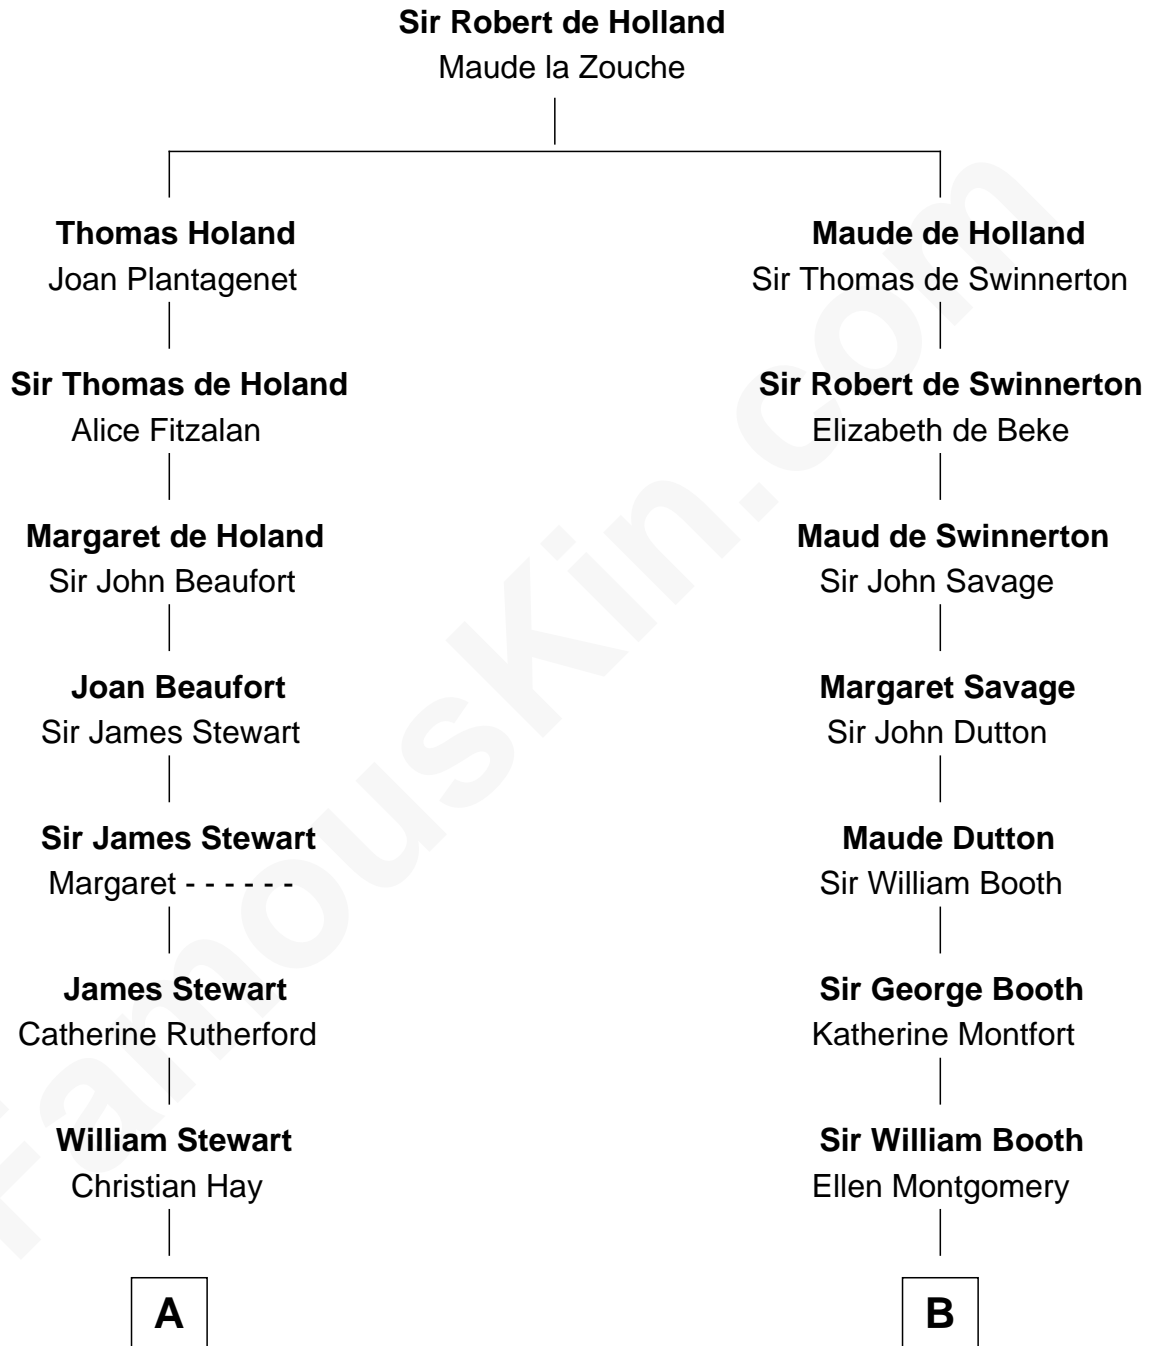 Sir Robert de Holland
Maude la Zouche
Thomas Holand
Joan Plantagenet
Maude de Holland
Sir Thomas de Swinnerton
Sir Thomas de Holand
Alice Fitzalan
Sir Robert de Swinnerton
Elizabeth de Beke
Margaret de Holand
Sir John Beaufort
Maud de Swinnerton
Sir John Savage
Joan Beaufort
Sir James Stewart
Margaret Savage
Sir John Dutton
Sir James Stewart
Margaret - - - - - -
Maude Dutton
Sir William Booth
James Stewart
Catherine Rutherford
Sir George Booth
Katherine Montfort
William Stewart
Christian Hay
Sir William Booth
Ellen Montgomery
A
B
FamousKin.com